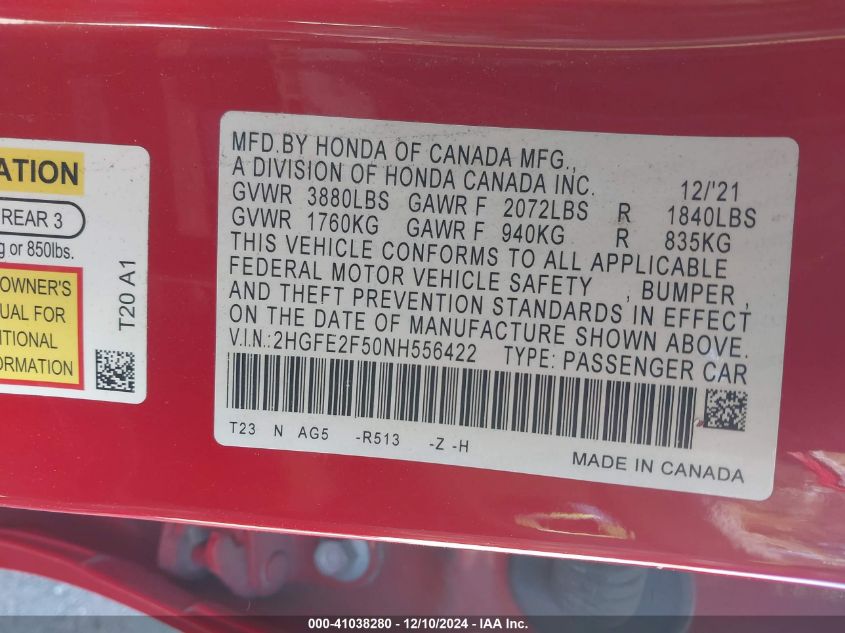 ATION
REAR 3
g or 850lbs.
OWNER'S
UAL FOR
ITIONAL
ORMATION
T20 A1
MFD.BY HONDA OF CANADA MFG.,
A DIVISION OF HONDA CANADA INC. 12/'21
GVWR 3880LBS GAWR F 2072LBS R 1840LBS
GVWR 1760KG GAWR F 940KG R 835KG
THIS VEHICLE CONFORMS TO ALL APPLICABLE
FEDERAL MOTOR VEHICLE SAFETY , BUMPER ,
AND THEFT PREVENTION STANDARDS IN EFFECT
ON THE DATE OF MANUFACTURE SHOWN ABOVE.
V.I.N.:2HGFE2F50NH556422 TYPE: PASSENGER CAR
T23 N AG5 -R513 -Z -H
MADE IN CANADA
000-41038280 - 12/10/2024 - IAA Inc.